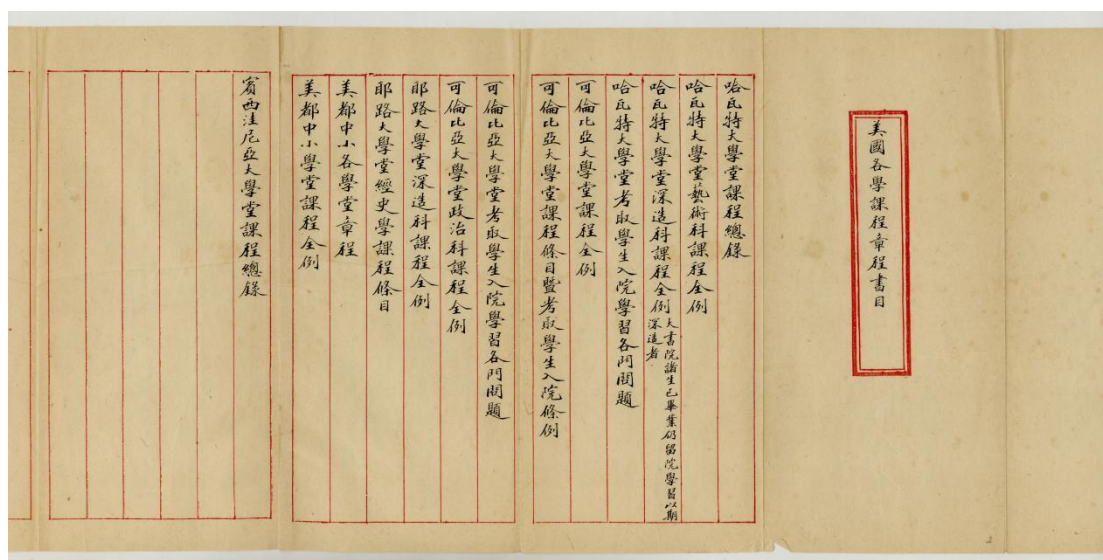 美國各學課程章程書目
哈瓦特大學堂課程總錄
哈瓦特大學堂藝術科課程全例
哈瓦特大學堂深造科課程全例 大書院諸生已畢業仍留院學習以期深造者
哈瓦特大學堂考取學生入院學習各門問題
可倫比亞大學堂課程全例
可倫比亞大學堂課程條目暨考取學生入院條例
可倫比亞大學堂考取學生入院學習各門問題
可倫比亞大學堂政治科課程全例
耶路大學堂深造科課程全例
耶路大學堂經史學課程條目
美都中小各學堂章程
美都中小學堂課程全例
賓西洼尼亞大學堂課程總錄